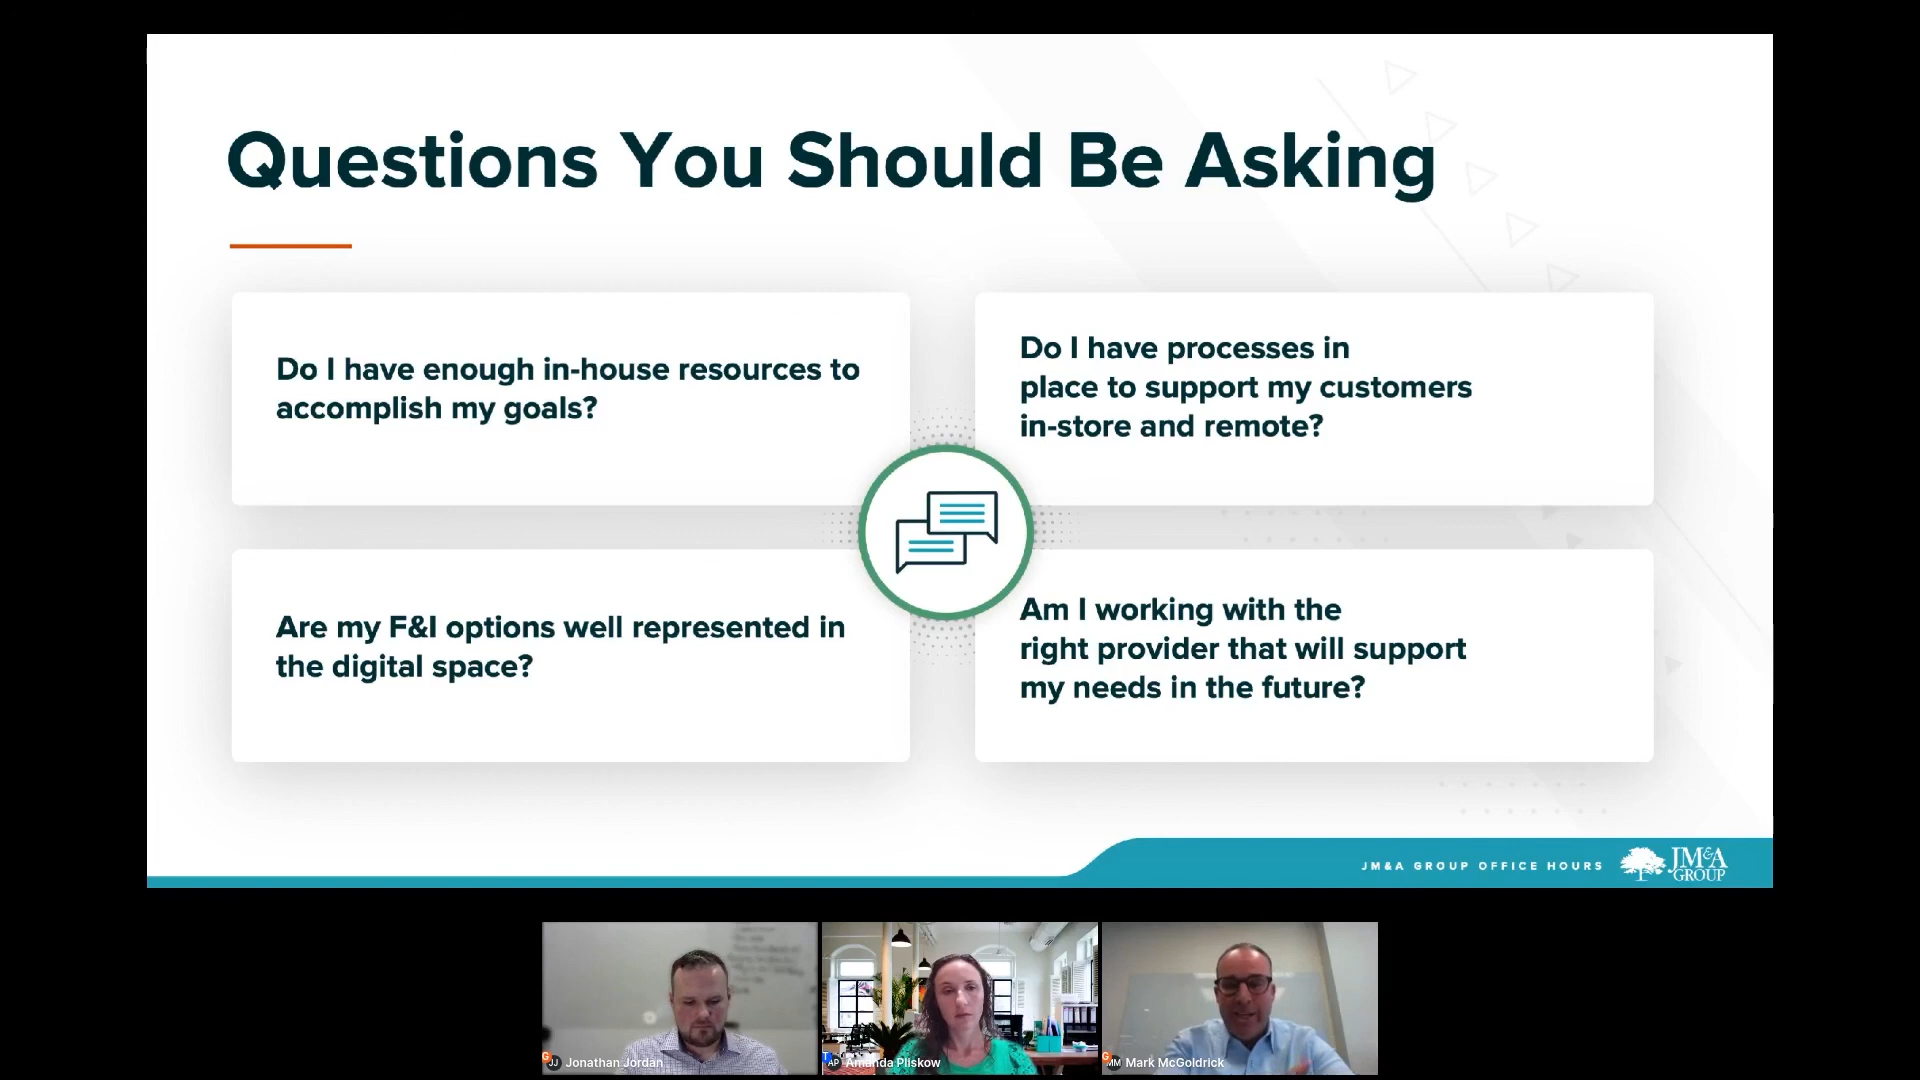 Questions You Should Be Asking
Do I have enough in-house resources to
accomplish my goals?
Do I have processes in
place to support my customers
in-store and remote?
Are my F&I options well represented in
the digital space?
Am I working with the
right provider that will support
my needs in the future?
JM&A GROUP OFFICE HOURS
JM&A
GROUP
JJ
Jonathan Jordan
AP
Amanda Pliskow
MM
Mark McGoldrick